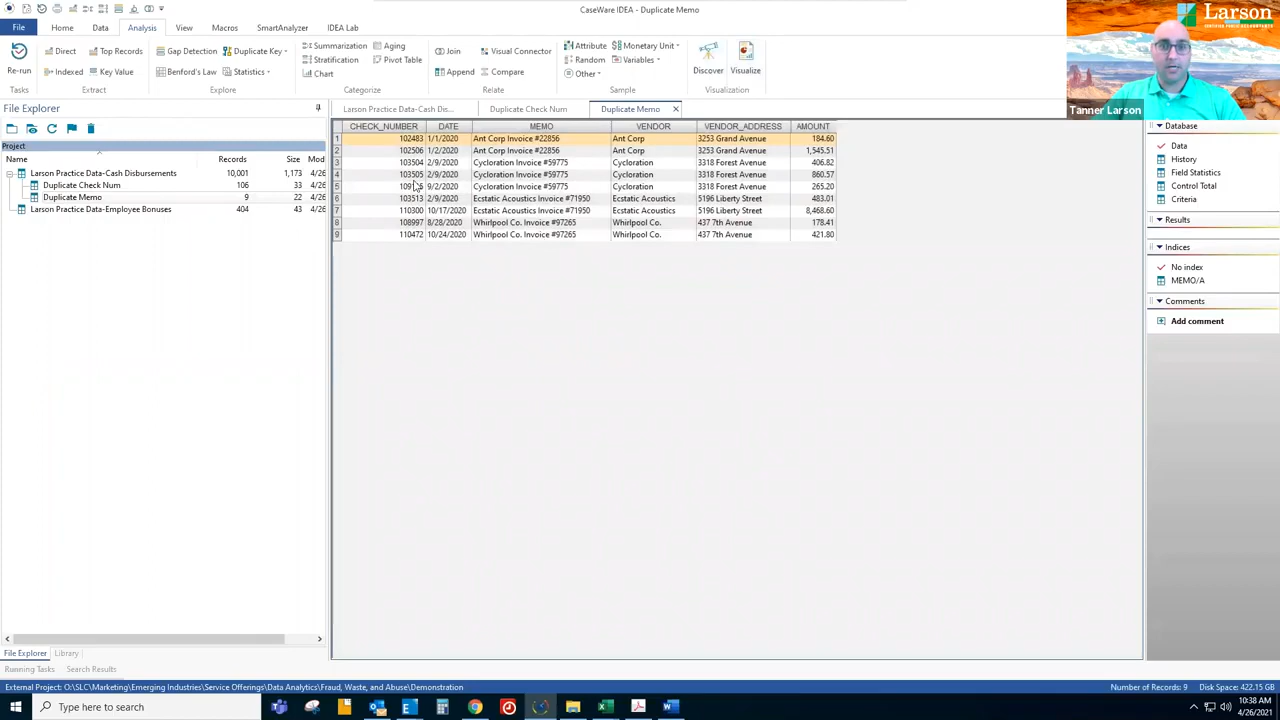 CaseWare IDEA - Duplicate Memo
Larson
CERTIFIED PUBLIC ACCOUNTANTS
File Home Data Analysis View Macros SmartAnalyzer IDEA Lab
Re-run
Tasks
Direct Top Records
Indexed Key Value
Extract
Gap Detection Duplicate Key
Benford's Law Statistics
Explore
Summarization Aging
Stratification Pivot Table
Chart
Categorize
Join Visual Connector
Append Compare
Relate
Attribute Monetary Unit
Random Variables
Other
Sample
Discover Visualize
Visualization
Tanner Larson
File Explorer
Project
Name Records Size Mod
Larson Practice Data-Cash Disbursements 10,001 1,173 4/26
Duplicate Check Num 106 33 4/26
Duplicate Memo 9 22 4/26
Larson Practice Data-Employee Bonuses 404 43 4/26
Larson Practice Data-Cash Dis... Duplicate Check Num Duplicate Memo
CHECK_NUMBER DATE MEMO VENDOR VENDOR_ADDRESS AMOUNT
1 102483 1/1/2020 Ant Corp Invoice #22856 Ant Corp 3253 Grand Avenue 184.60
2 102506 1/2/2020 Ant Corp Invoice #22856 Ant Corp 3253 Grand Avenue 1,545.51
3 103504 2/9/2020 Cycloration Invoice #59775 Cycloration 3318 Forest Avenue 406.82
4 103505 2/9/2020 Cycloration Invoice #59775 Cycloration 3318 Forest Avenue 860.57
5 9/2/2020 Cycloration Invoice #59775 Cycloration 3318 Forest Avenue 265.20
6 103513 2/9/2020 Ecstatic Acoustics Invoice #71950 Ecstatic Acoustics 5196 Liberty Street 483.01
7 110300 10/17/2020 Ecstatic Acoustics Invoice #71950 Ecstatic Acoustics 5196 Liberty Street 8,468.60
8 108997 8/28/2020 Whirlpool Co. Invoice #97265 Whirlpool Co. 437 7th Avenue 178.41
9 110472 10/24/2020 Whirlpool Co. Invoice #97265 Whirlpool Co. 437 7th Avenue 421.80
Database
Data
History
Field Statistics
Control Total
Criteria
Results
Indices
No index
MEMO/A
Comments
Add comment
File Explorer Library
Running Tasks Search Results
External Project: O:\SLC\Marketing\Emerging Industries\Service Offerings\Data Analytics\Fraud, Waste, and Abuse\Demonstration
Number of Records: 9 Disk Space: 422.15 GB
Type here to search
10:38 AM
4/26/2021